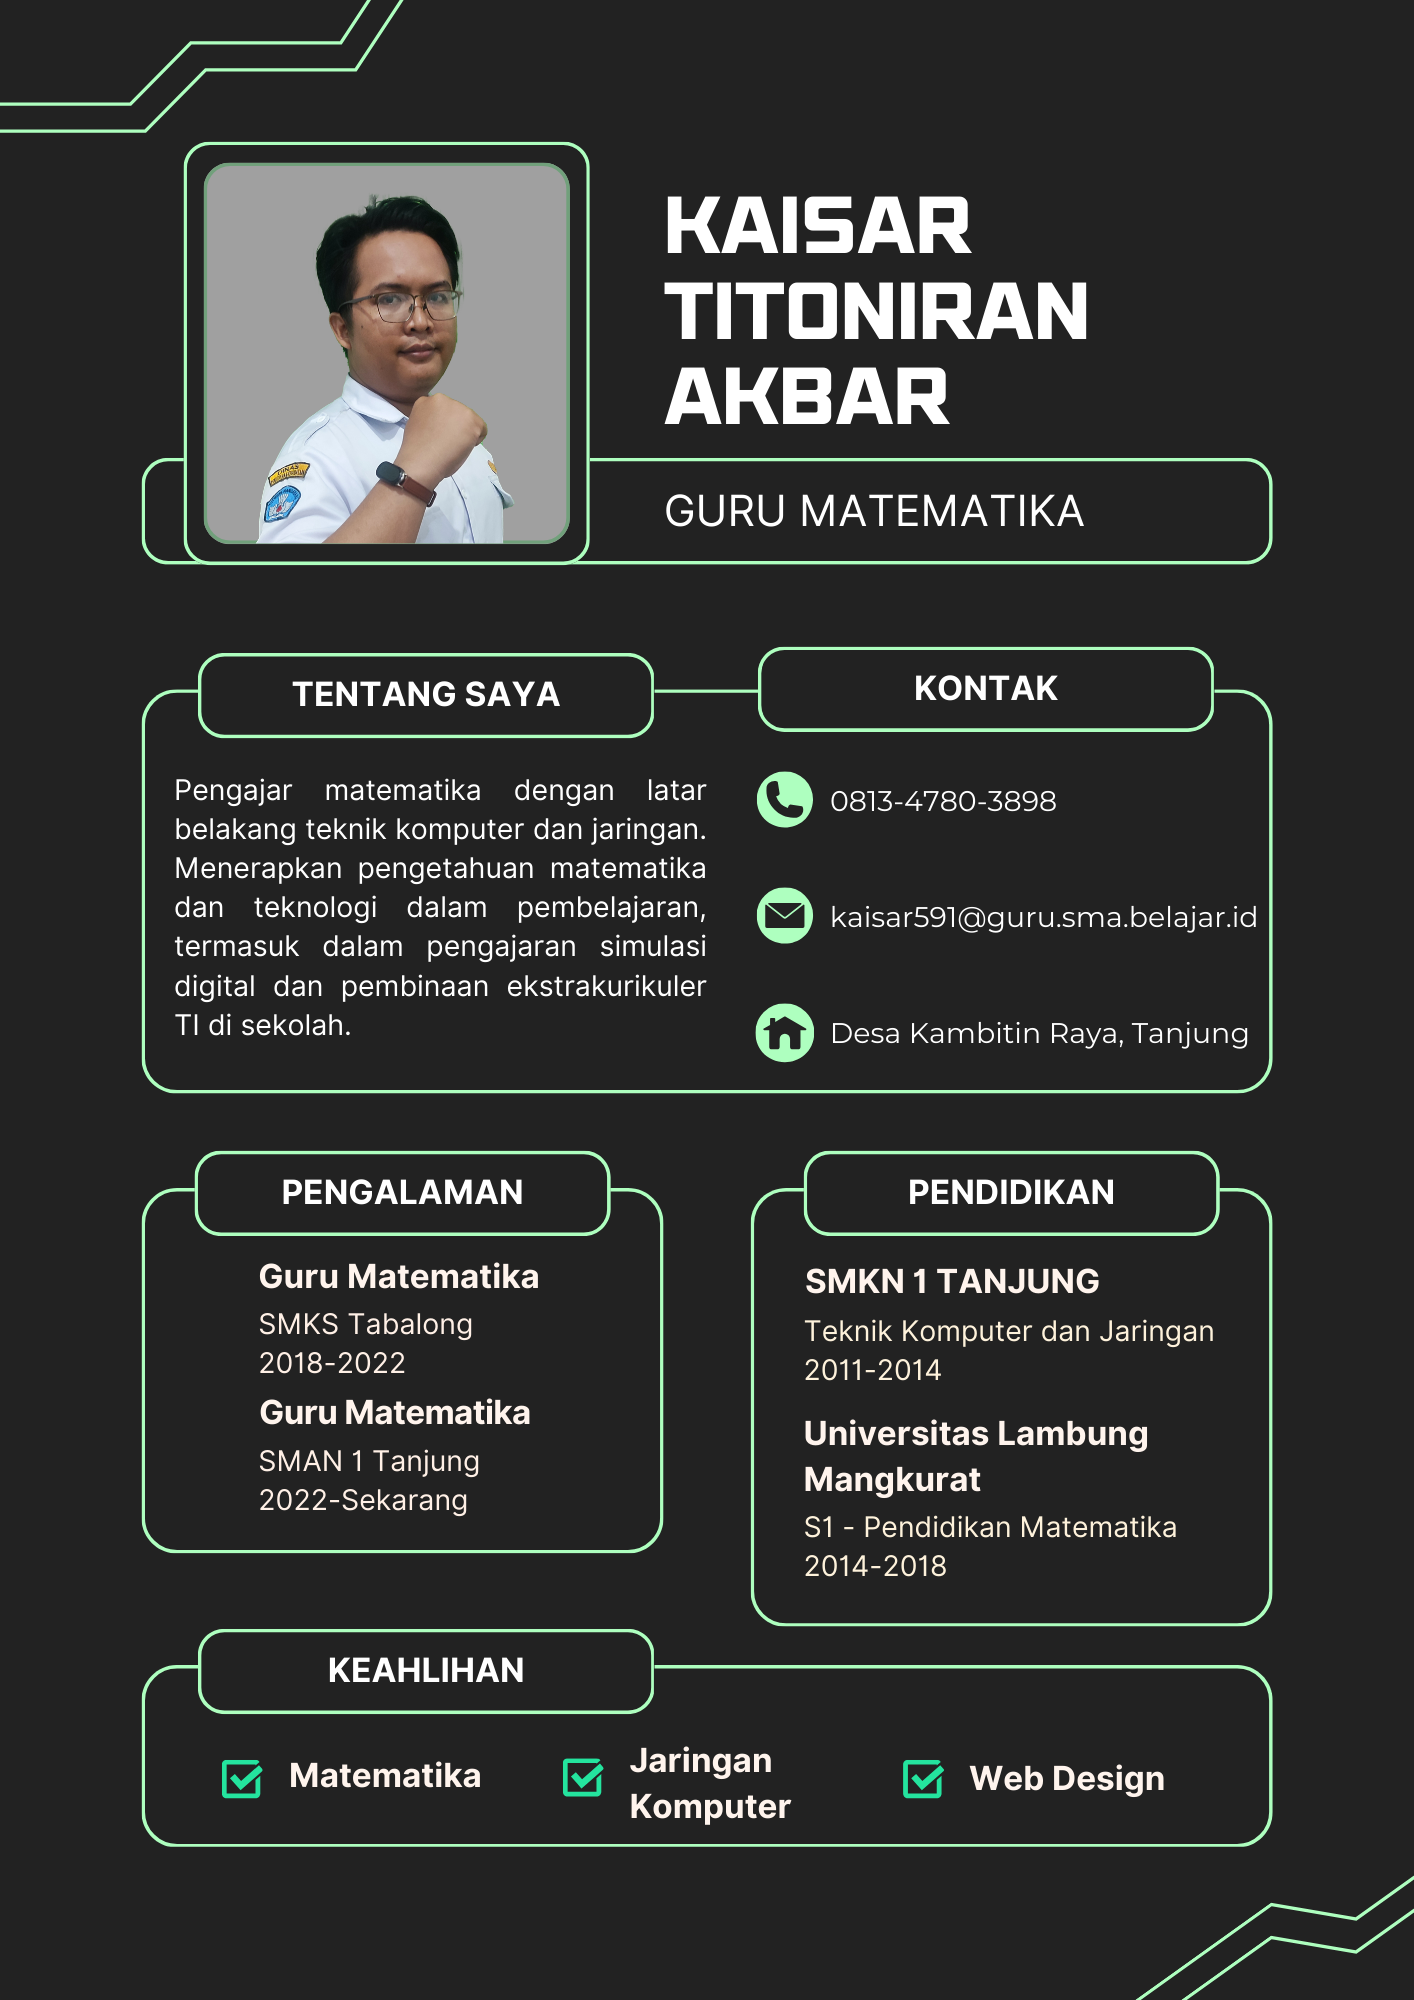 KAISAR
TITONIRAN
AKBAR
GURU MATEMATIKA
TENTANG SAYA
Pengajar matematika dengan latar
belakang teknik komputer dan jaringan.
Menerapkan pengetahuan matematika
dan teknologi dalam pembelajaran,
termasuk dalam pengajaran simulasi
digital dan pembinaan ekstrakurikuler
TI di sekolah.
KONTAK
0813-4780-3898
kaisar591@guru.sma.belajar.id
Desa Kambitin Raya, Tanjung
PENGALAMAN
Guru Matematika
SMKS Tabalong
2018-2022
Guru Matematika
SMAN 1 Tanjung
2022-Sekarang
PENDIDIKAN
SMKN 1 TANJUNG
Teknik Komputer dan Jaringan
2011-2014
Universitas Lambung
Mangkurat
S1 - Pendidikan Matematika
2014-2018
KEAHLIHAN
Matematika
Jaringan
Komputer
Web Design